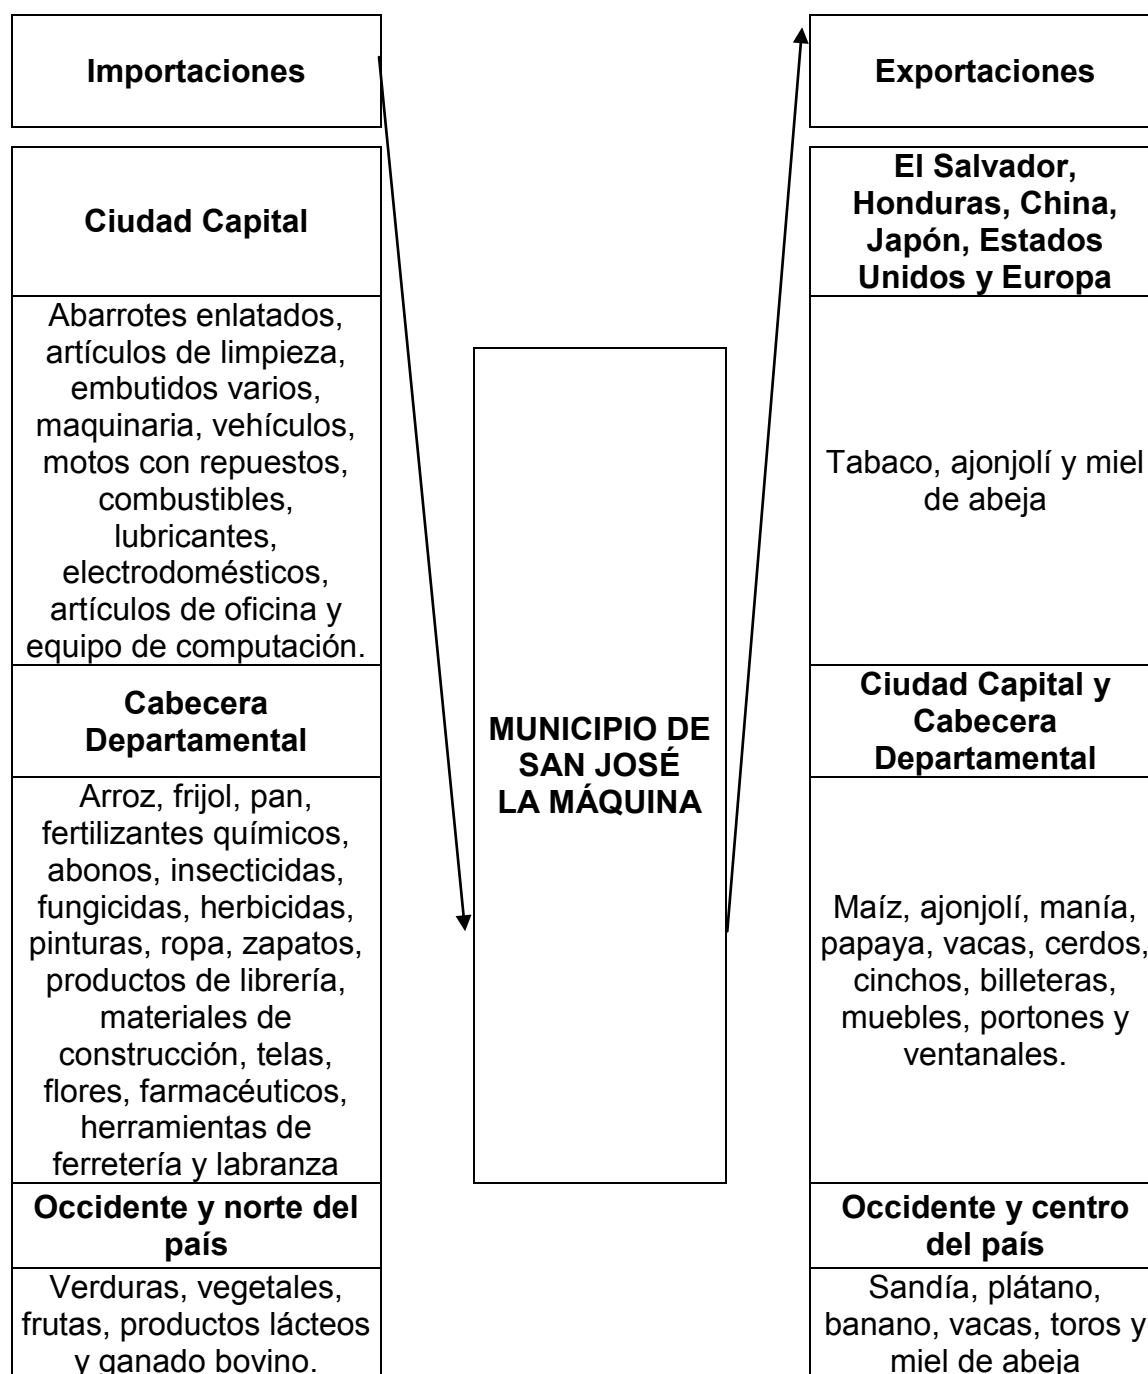 Importaciones
Ciudad Capital
Abarrotes enlatados,
artículos de limpieza,
embutidos varios,
maquinaria, vehículos,
motos con repuestos,
combustibles,
lubricantes,
electrodomésticos,
artículos de oficina y
equipo de computación.
Cabecera
Departamental
Arroz, frijol, pan,
fertilizantes químicos,
abonos, insecticidas,
fungicidas, herbicidas,
pinturas, ropa, zapatos,
productos de librería,
materiales de
construcción, telas,
flores, farmacéuticos,
herramientas de
ferretería y labranza
Occidente y norte del
país
Verduras, vegetales,
frutas, productos lácteos
y ganado bovino.
MUNICIPIO DE
SAN JOSÉ
LA MÁQUINA
Exportaciones
El Salvador,
Honduras, China,
Japón, Estados
Unidos y Europa
Tabaco, ajonjolí y miel
de abeja
Ciudad Capital y
Cabecera
Departamental
Maíz, ajonjolí, manía,
papaya, vacas, cerdos,
cinchos, billeteras,
muebles, portones y
ventanales.
Occidente y centro
del país
Sandía, plátano,
banano, vacas, toros y
miel de abeja